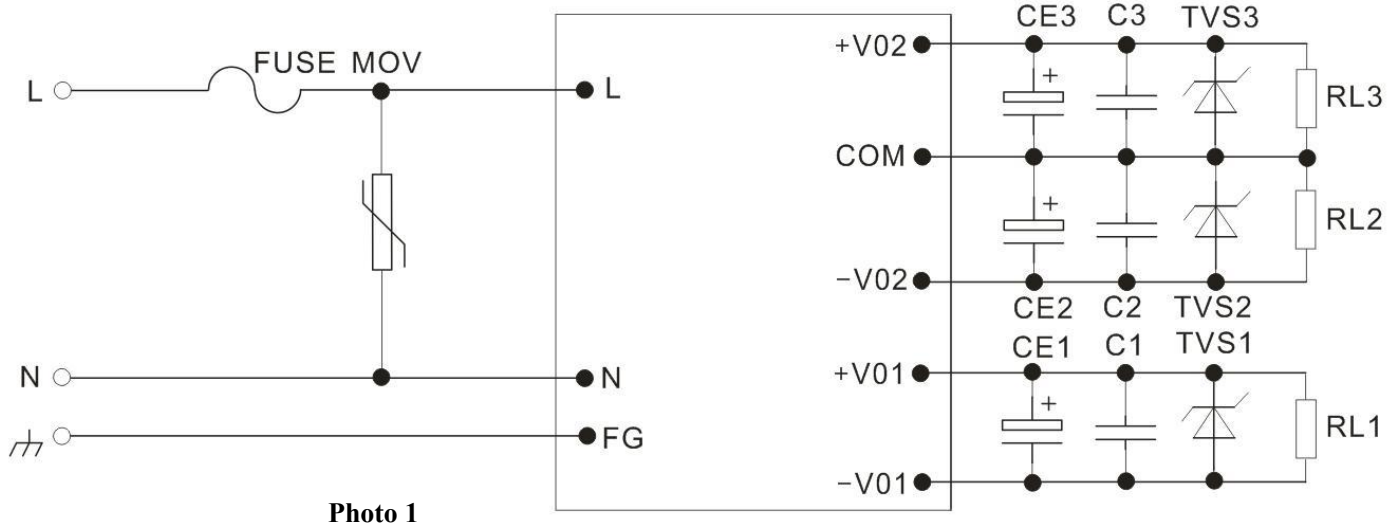 CE3 C3 TVS3
+V02
FUSE MOV
L L
RL3
COM
RL2
−V02
CE2 C2 TVS2
CE1 C1 TVS1
N N
+V01
+
+
+
RL1
FG
−V01
Photo 1